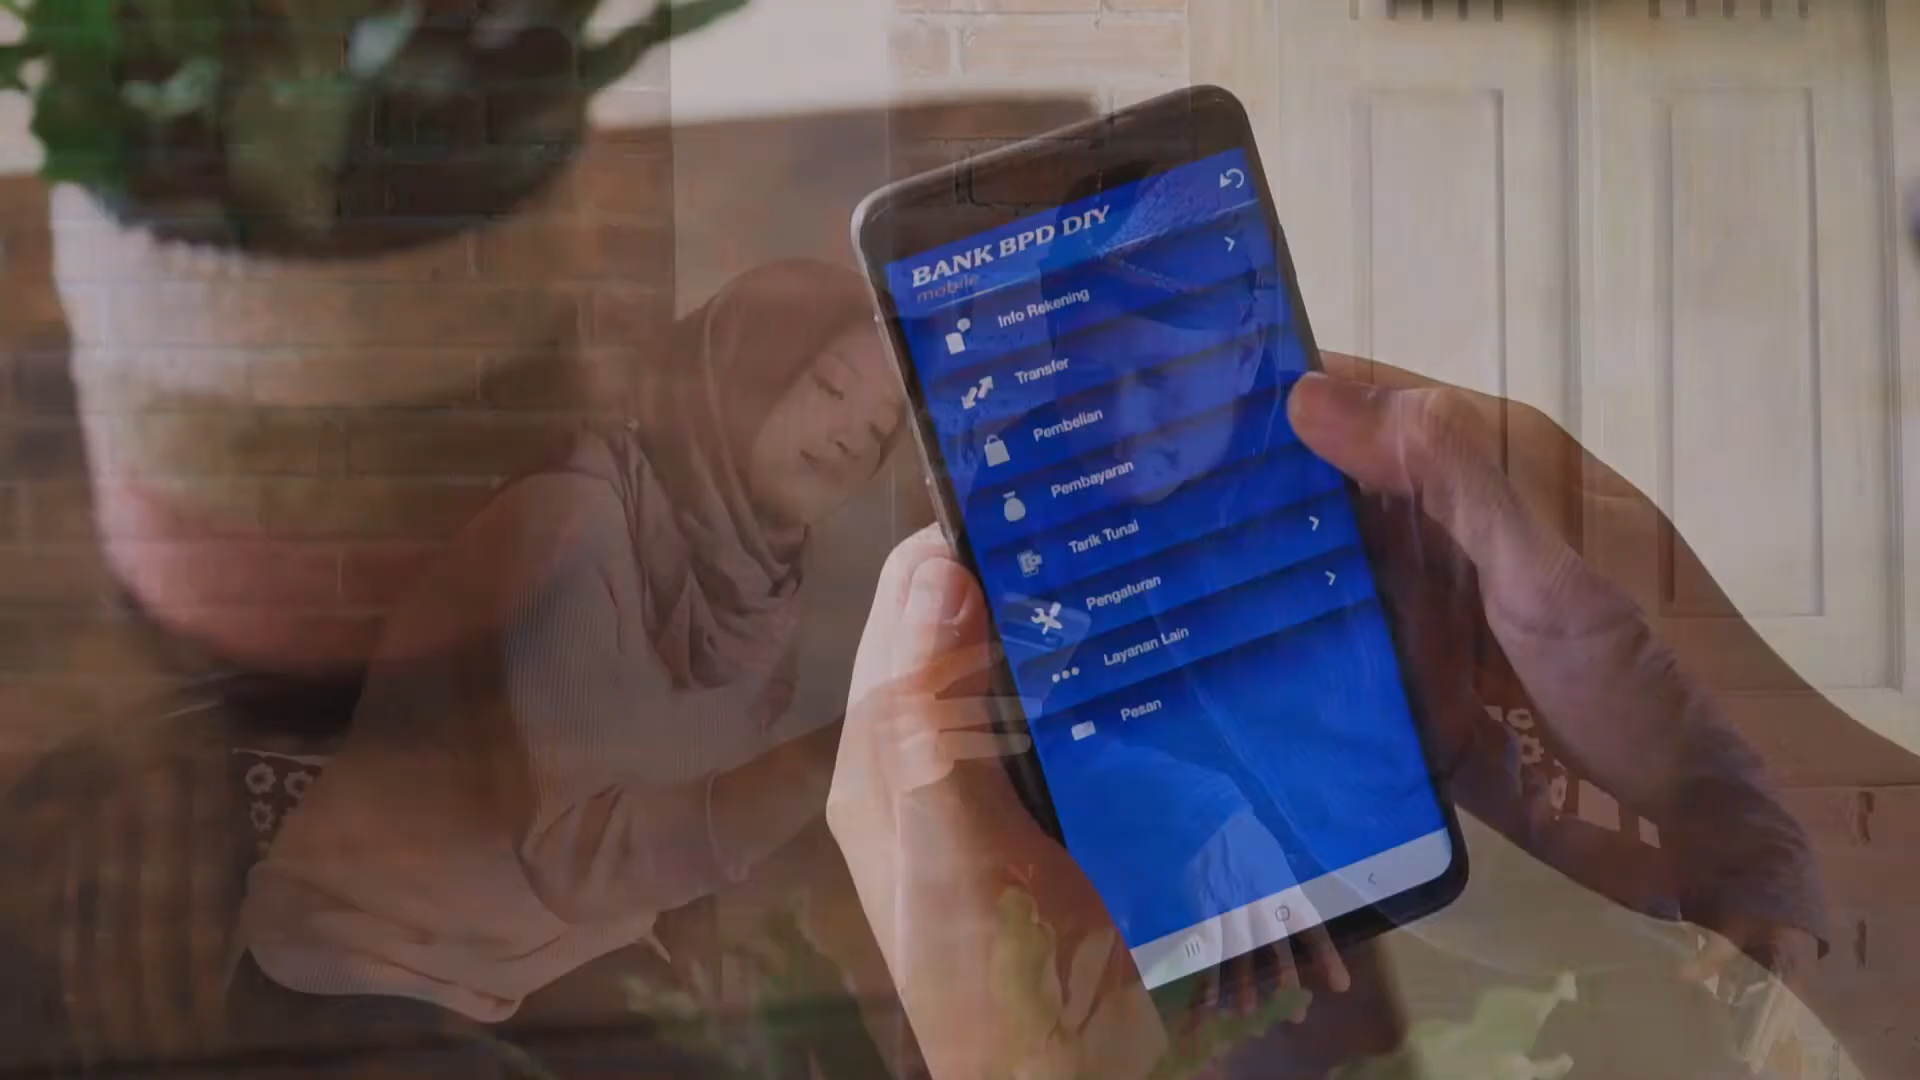 BANK BPD DIY
mobile
Info Rekening
Transfer
Pembelian
Pembayaran
Tarik Tunai
Pengaturan
Layanan Lain
Pesan